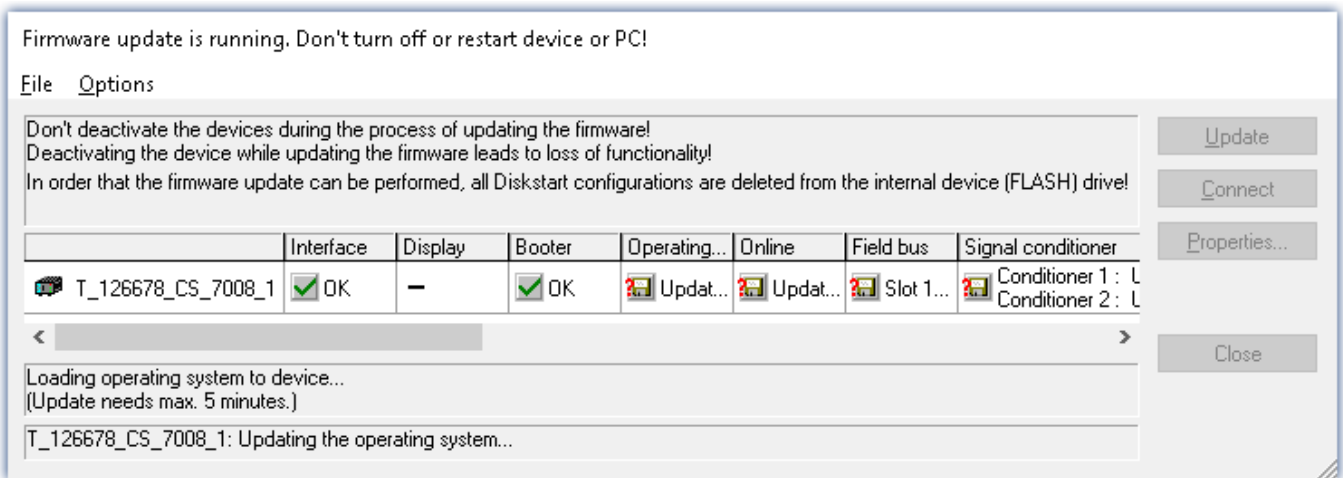 Firmware update is running. Don't turn off or restart device or PC!
File Options
Don't deactivate the devices during the process of updating the firmware!
Deactivating the device while updating the firmware leads to loss of functionality!
In order that the firmware update can be performed, all Diskstart configurations are deleted from the internal device (FLASH) drive!
Update
Connect
Properties...
Close
Interface Display Booter Operating... Online Field bus Signal conditioner
T_126678_CS_7008_1 OK – OK Updat... Updat... Slot 1... Conditioner 1 : U
Conditioner 2 : U
Loading operating system to device...
(Update needs max. 5 minutes.)
T_126678_CS_7008_1: Updating the operating system...